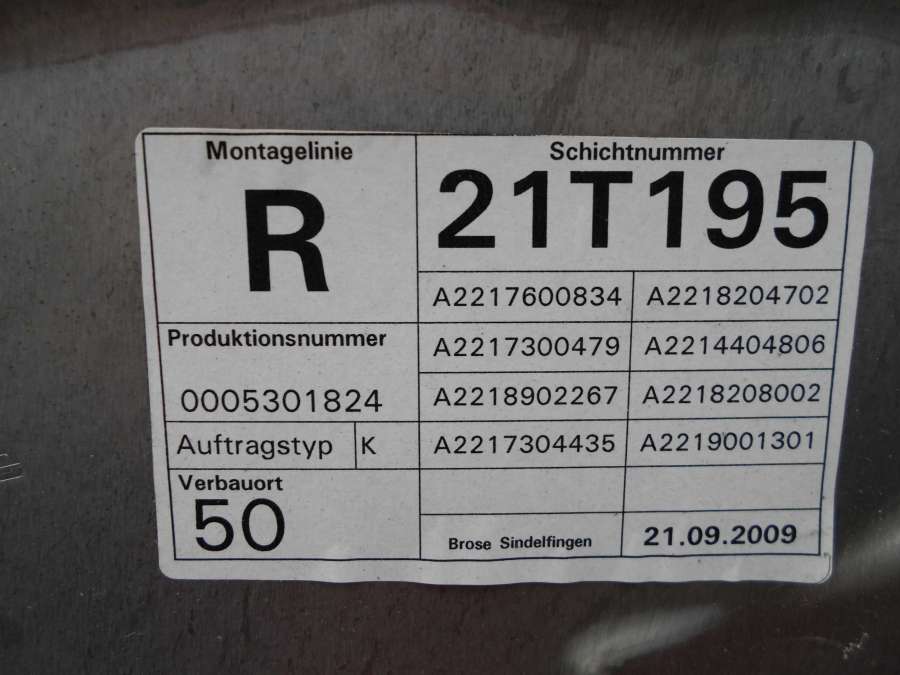 Montagelinie
R
Schichtnummer
21T195
A2217600834 A2218204702
A2217300479 A2214404806
A2218902267 A2218208002
A2217304435 A2219001301
Produktionsnummer
0005301824
Auftragstyp K
Verbauort
50
Brose Sindelfingen 21.09.2009